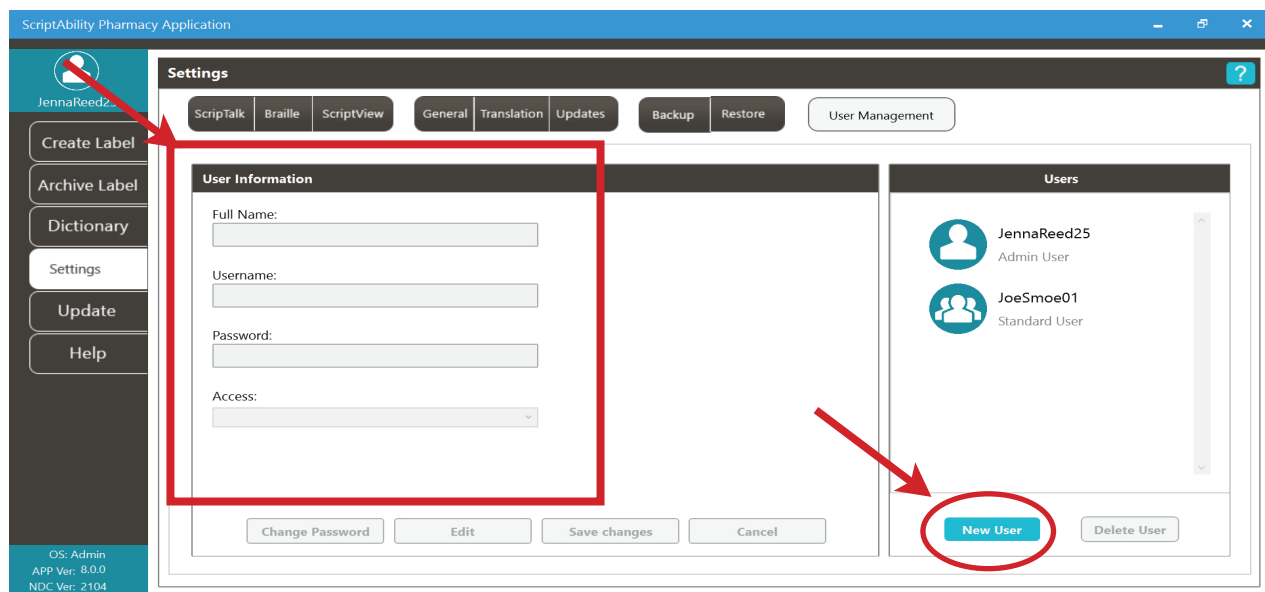 ScriptAbility Pharmacy Application
JennaReed25
Create Label
Archive Label
Dictionary
Settings
Update
Help
OS: Admin
APP Ver: 8.0.0
NDC Ver: 2104
Settings
?
ScripTalk Braille ScriptView General Translation Updates Backup Restore User Management
User Information
Full Name:
Username:
Password:
Access:
Change Password Edit Save changes Cancel
Users
JennaReed25
Admin User
JoeSmoe01
Standard User
New User Delete User